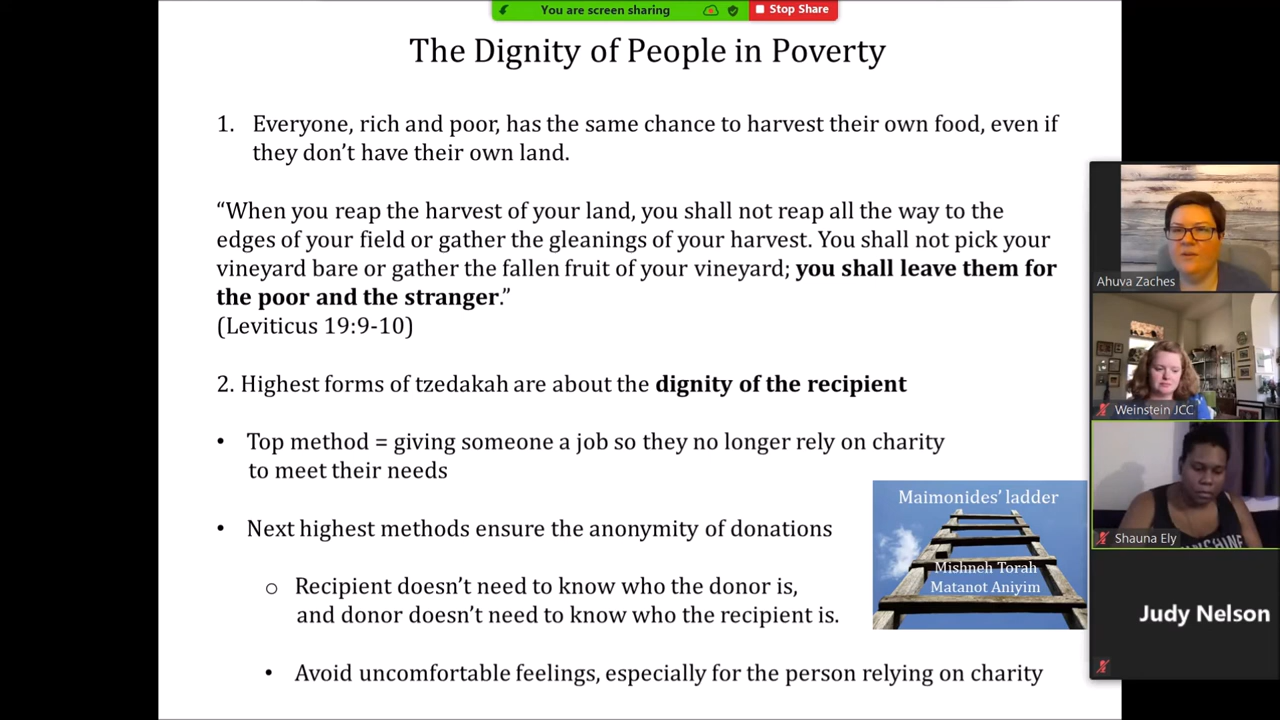 You are screen sharing
Stop Share
The Dignity of People in Poverty
1. Everyone, rich and poor, has the same chance to harvest their own food, even if
they don’t have their own land.
“When you reap the harvest of your land, you shall not reap all the way to the
edges of your field or gather the gleanings of your harvest. You shall not pick your
vineyard bare or gather the fallen fruit of your vineyard; you shall leave them for
the poor and the stranger.”
(Leviticus 19:9-10)
2. Highest forms of tzedakah are about the dignity of the recipient
• Top method = giving someone a job so they no longer rely on charity
to meet their needs
• Next highest methods ensure the anonymity of donations
o Recipient doesn’t need to know who the donor is,
and donor doesn’t need to know who the recipient is.
• Avoid uncomfortable feelings, especially for the person relying on charity
Maimonides’ ladder
Mishneh Torah
Matanot Aniyim
Ahuva Zaches
Weinstein JCC
Shauna Ely
Judy Nelson